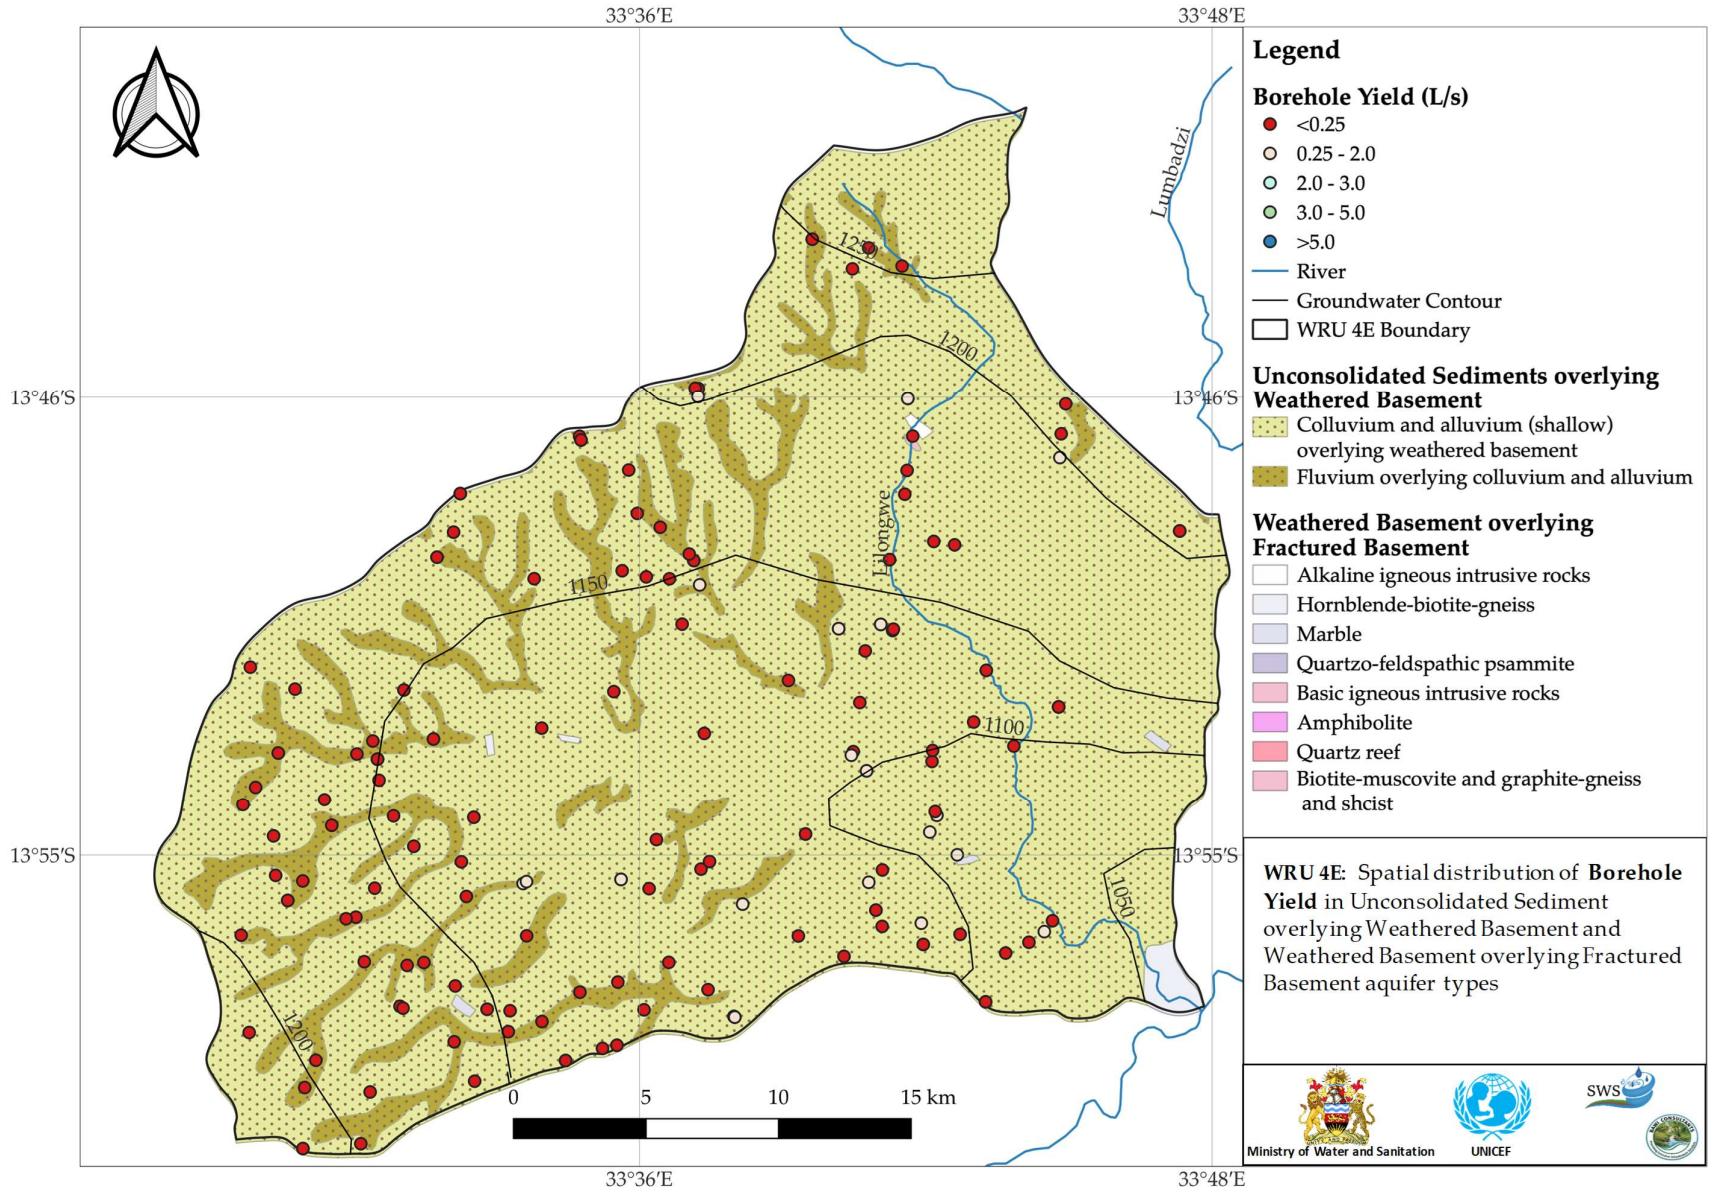 33°36'E
33°48'E
Legend
Borehole Yield (L/s)
<0.25
0.25 - 2.0
2.0 - 3.0
3.0 - 5.0
>5.0
River
Groundwater Contour
WRU 4E Boundary
Unconsolidated Sediments overlying
Weathered Basement
Colluvium and alluvium (shallow)
overlying weathered basement
Fluvium overlying colluvium and alluvium
Weathered Basement overlying
Fractured Basement
Alkaline igneous intrusive rocks
Hornblende-biotite-gneiss
Marble
Quartzo-feldspathic psammite
Basic igneous intrusive rocks
Amphibolite
Quartz reef
Biotite-muscovite and graphite-gneiss
and shcist
WRU 4E: Spatial distribution of Borehole
Yield in Unconsolidated Sediment
overlying Weathered Basement and
Weathered Basement overlying Fractured
Basement aquifer types
Ministry of Water and Sanitation
UNICEF
SWS
Lumbadzi
1250
1200
13°46'S
13°46'S
Lilongwe
1150
1100
13°55'S
13°55'S
1050
1200
0
5
10
15 km
33°36'E
33°48'E